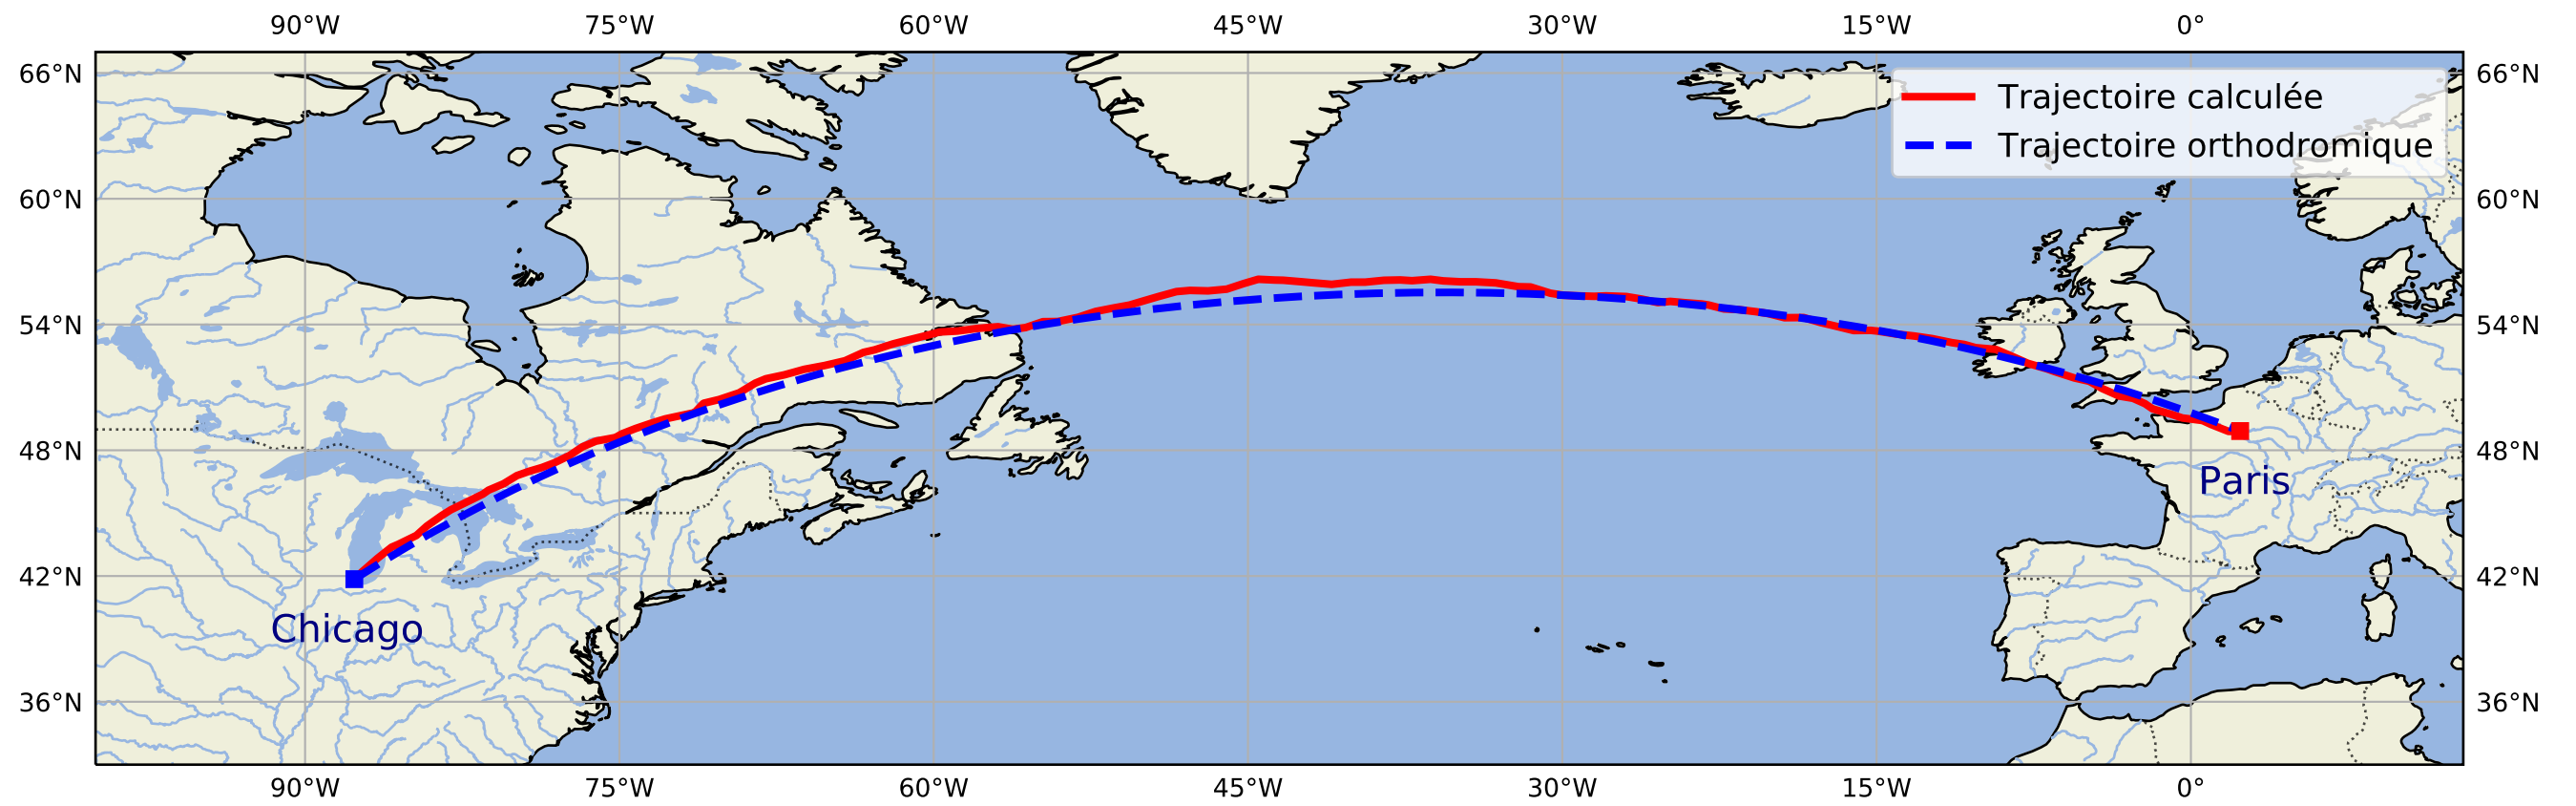 90°W 75°W 60°W 45°W 30°W 15°W 0°
66°N 66°N
Trajectoire calculée
Trajectoire orthodromique
60°N 60°N
54°N 54°N
48°N 48°N
Paris
42°N 42°N
Chicago
36°N 36°N
90°W 75°W 60°W 45°W 30°W 15°W 0°